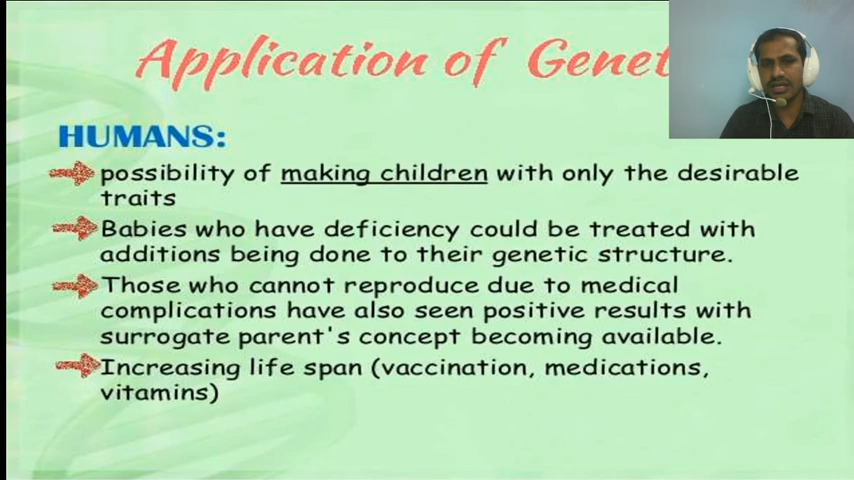 Application of Genet
HUMANS:
possibility of making children with only the desirable
traits
Babies who have deficiency could be treated with
additions being done to their genetic structure.
Those who cannot reproduce due to medical
complications have also seen positive results with
surrogate parent's concept becoming available.
Increasing life span (vaccination, medications,
vitamins)